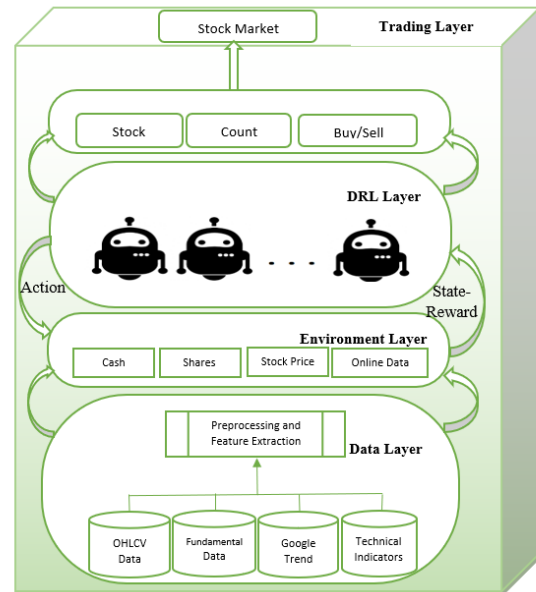 Stock Market
Trading Layer
Stock
Count
Buy/Sell
DRL Layer
Action
State-
Reward
Environment Layer
Cash
Shares
Stock Price
Online Data
Preprocessing and
Feature Extraction
Data Layer
OHLCV
Data
Fundamental
Data
Google
Trend
Technical
Indicators